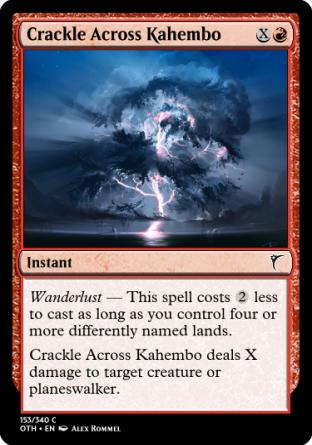 Crackle Across Kahembo X R
Instant
Wanderlust — This spell costs 2 less
to cast as long as you control four or
more differently named lands.
Crackle Across Kahembo deals X
damage to target creature or
planeswalker.
153/340 C
OTH • EN Alex Rommel